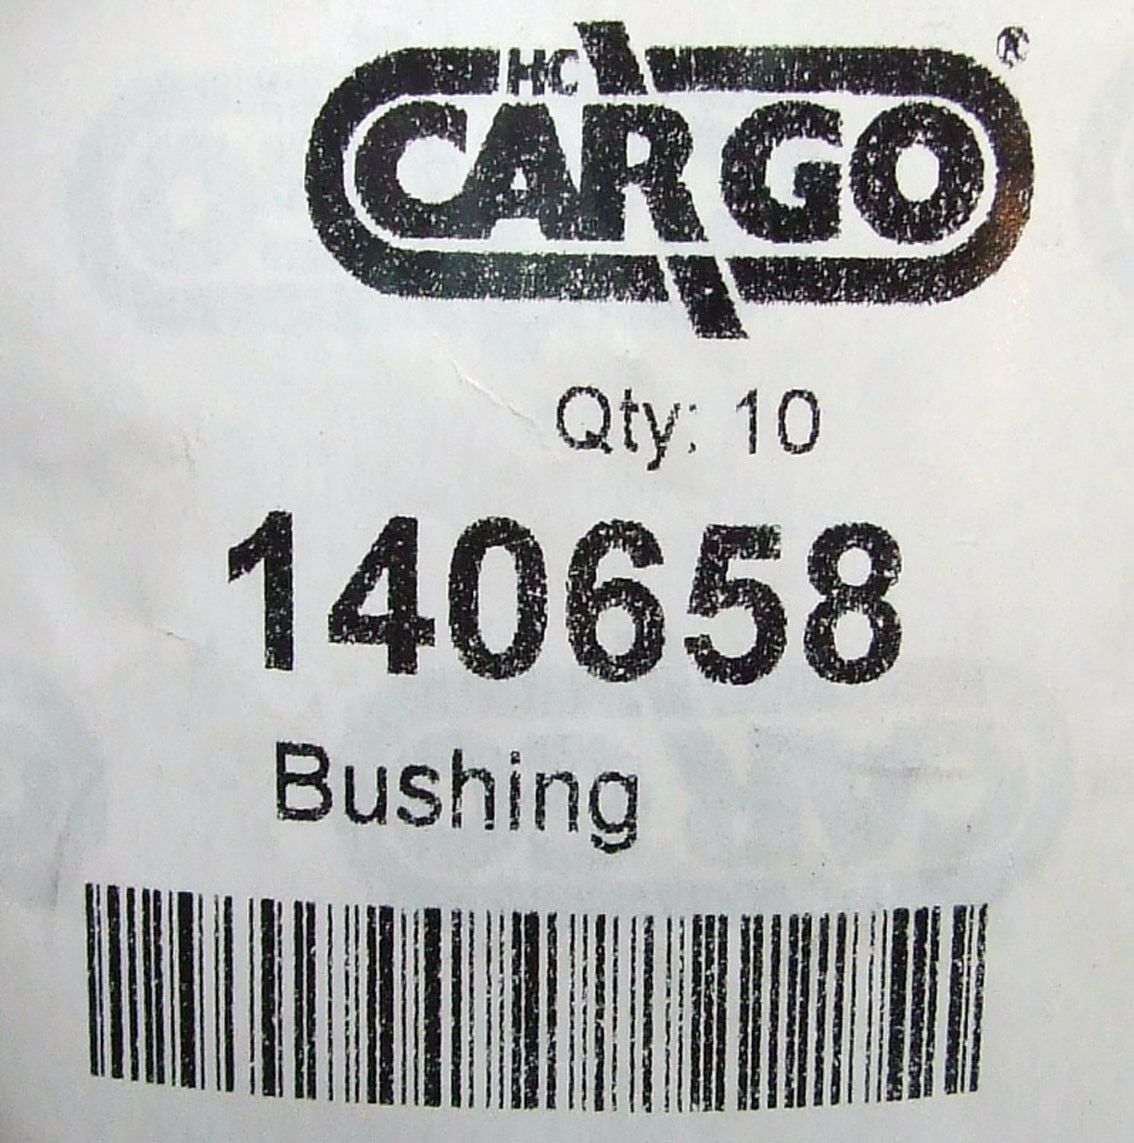 HC
CARGO ®
Qty: 10
140658
Bushing